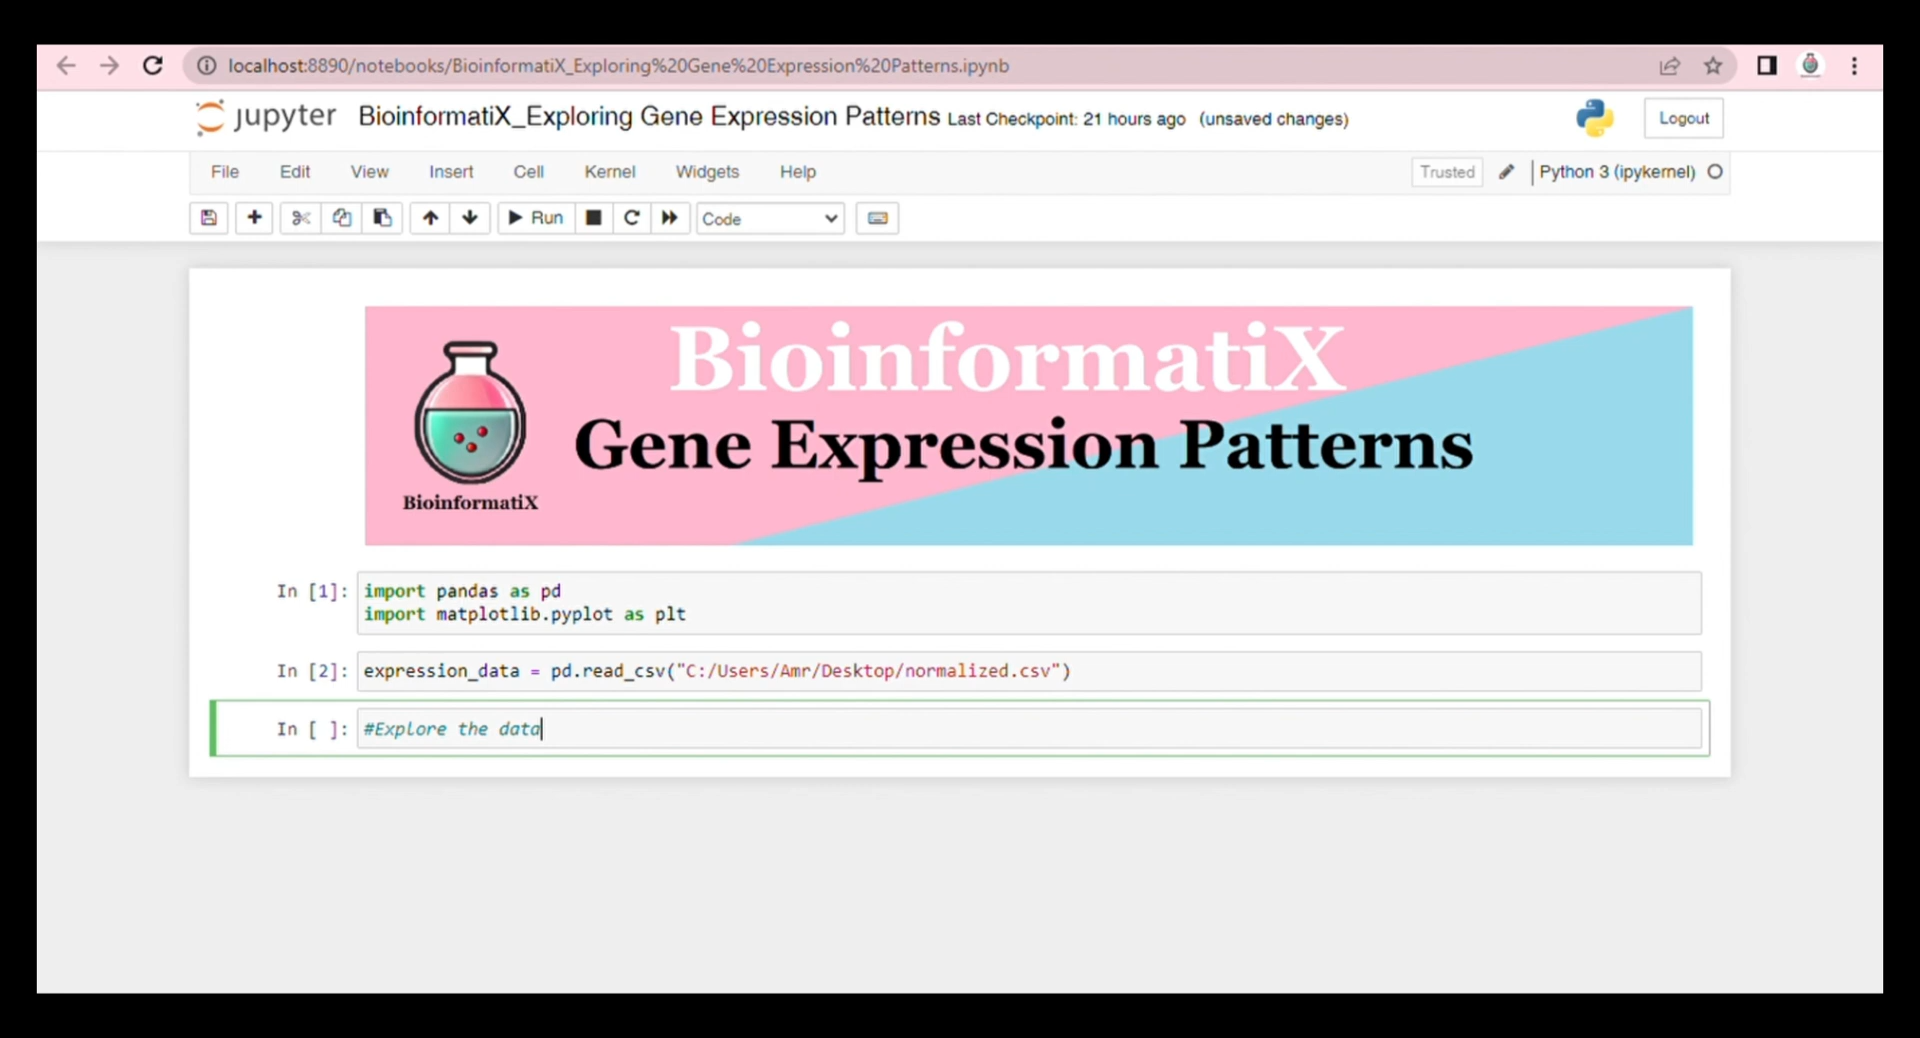 localhost:8890/notebooks/BioinformatiX_Exploring%20Gene%20Expression%20Patterns.ipynb
jupyter BioinformatiX_Exploring Gene Expression Patterns Last Checkpoint: 21 hours ago (unsaved changes) Logout
File Edit View Insert Cell Kernel Widgets Help Trusted Python 3 (ipykernel)
Run Code
BioinformatiX
Gene Expression Patterns
BioinformatiX
In [1]: import pandas as pd
import matplotlib.pyplot as plt
In [2]: expression_data = pd.read_csv("C:/Users/Amr/Desktop/normalized.csv")
In [ ]: #Explore the data